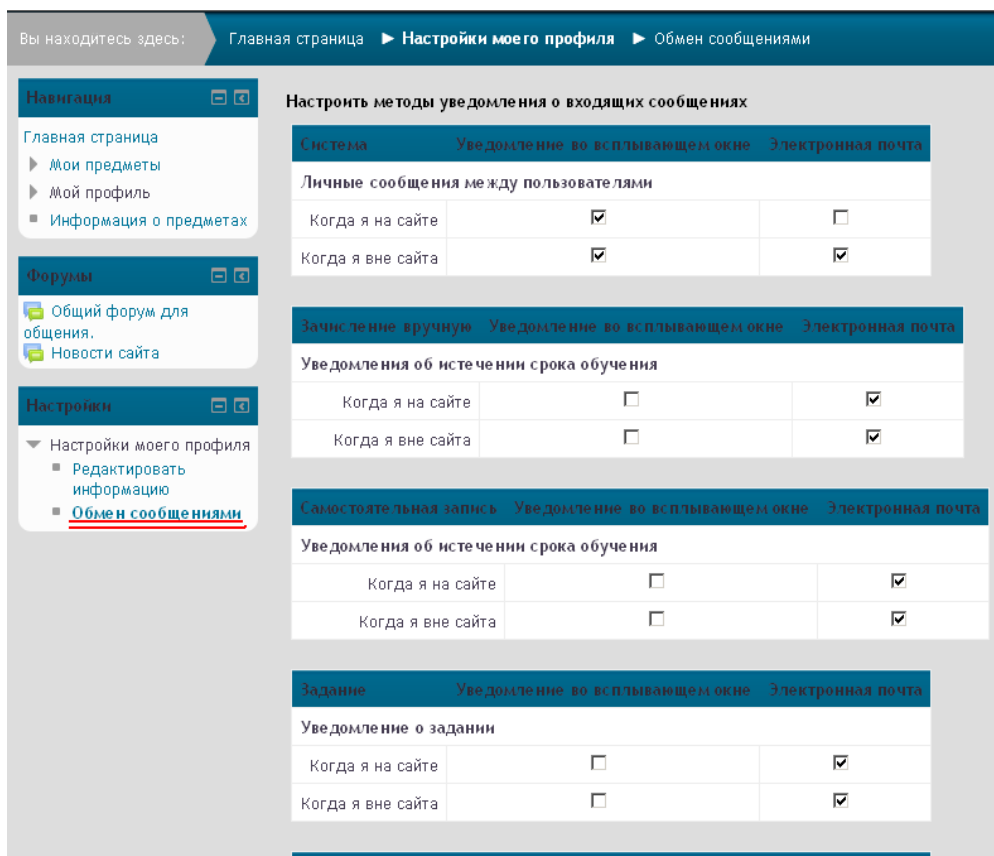 Вы находитесь здесь: Главная страница ► Настройки моего профиля ► Обмен сообщениями
Навигация
Главная страница
Мои предметы
Мой профиль
Информация о предметах
Форумы
Общий форум для
общения.
Новости сайта
Настройки
Настройки моего профиля
Редактировать
информацию
Обмен сообщениями
Настроить методы уведомления о входящих сообщениях
Система Уведомление во всплывающем окне Электронная почта
Личные сообщения между пользователями
Когда я на сайте
Когда я вне сайта
Зачисление вручную Уведомление во всплывающем окне Электронная почта
Уведомления об истечении срока обучения
Когда я на сайте
Когда я вне сайта
Самостоятельная запись Уведомление во всплывающем окне Электронная почта
Уведомления об истечении срока обучения
Когда я на сайте
Когда я вне сайта
Задание Уведомление во всплывающем окне Электронная почта
Уведомление о задании
Когда я на сайте
Когда я вне сайта